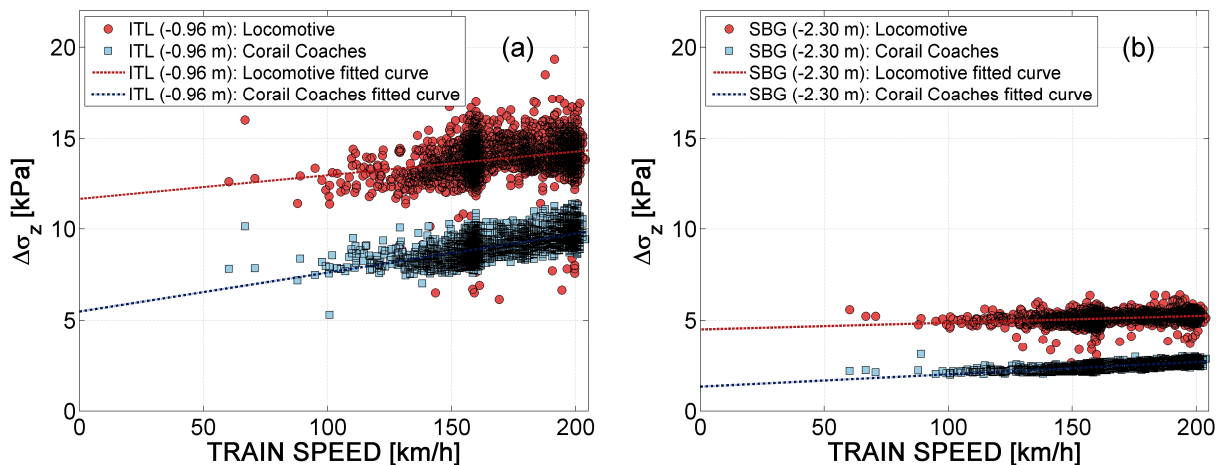 ITL (-0.96 m): Locomotive
ITL (-0.96 m): Corail Coaches
ITL (-0.96 m): Locomotive fitted curve
ITL (-0.96 m): Corail Coaches fitted curve
(a)
20
15
10
5
0
Δσz [kPa]
0 50 100 150 200
TRAIN SPEED [km/h]
SBG (-2.30 m): Locomotive
SBG (-2.30 m): Corail Coaches
SBG (-2.30 m): Locomotive fitted curve
SBG (-2.30 m): Corail Coaches fitted curve
(b)
20
15
10
5
0
Δσz [kPa]
0 50 100 150 200
TRAIN SPEED [km/h]